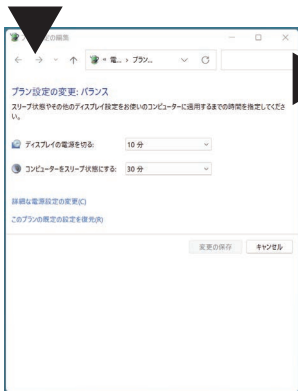 の編集
« 電... › プラン...
プラン設定の変更: バランス
スリープ状態やその他のディスプレイ設定をお使いのコンピューターに適用するまでの時間を指定してくださ
い。
ディスプレイの電源を切る: 10 分
コンピューターをスリープ状態にする: 30 分
詳細な電源設定の変更(C)
このプランの既定の設定を復元(R)
変更の保存 キャンセル